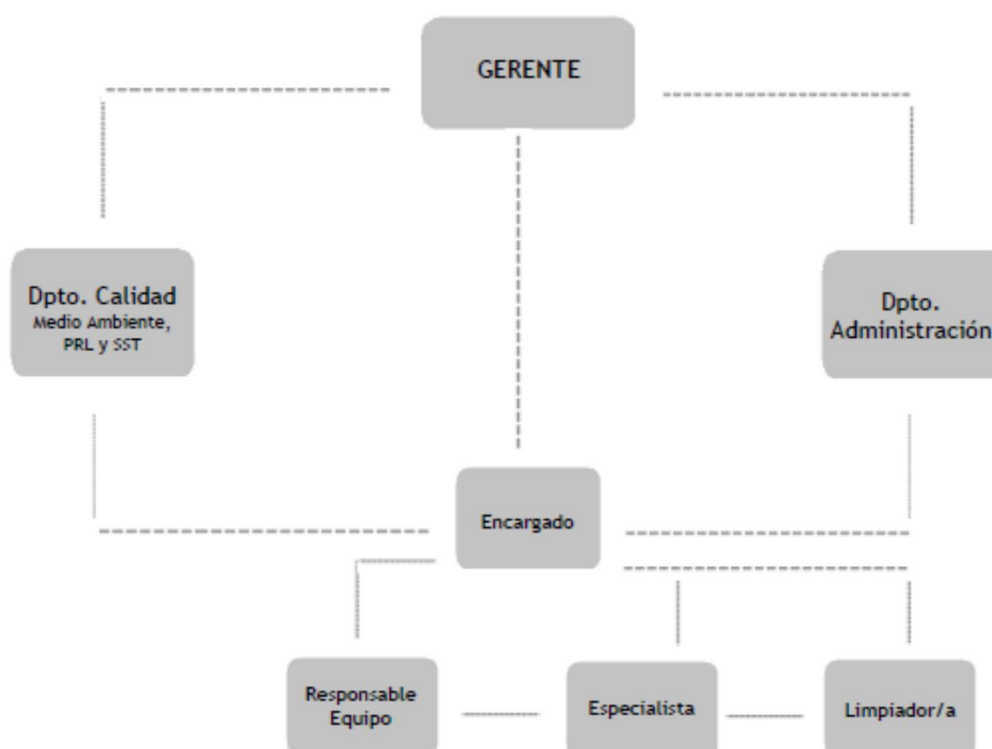 GERENTE
Dpto. Calidad
Medio Ambiente,
PRL y SST
Dpto.
Administración
Encargado
Responsable
Equipo
Especialista
Limpiador/a